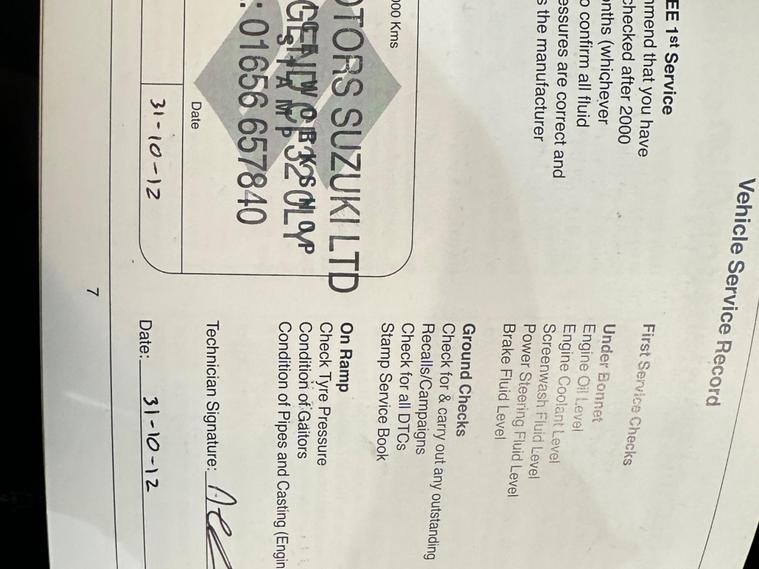 Vehicle Service Record
EE 1st Service
mmend that you have
checked after 2000
nths (whichever
o confirm all fluid
essures are correct and
s the manufacturer
000 Kms
OTORS SUZUKI LTD
32 0LY
: 01656 657840
Date
31-10-12
First Service Checks
Under Bonnet
Engine Oil Level
Engine Coolant Level
Screenwash Fluid Level
Power Steering Fluid Level
Brake Fluid Level
Ground Checks
Check for & carry out any outstanding
Recalls/Campaigns
Check for all DTCs
Stamp Service Book
On Ramp
Check Tyre Pressure
Condition of Gaitors
Condition of Pipes and Casting (Engin
Technician Signature:
Date: 31-10-12
7